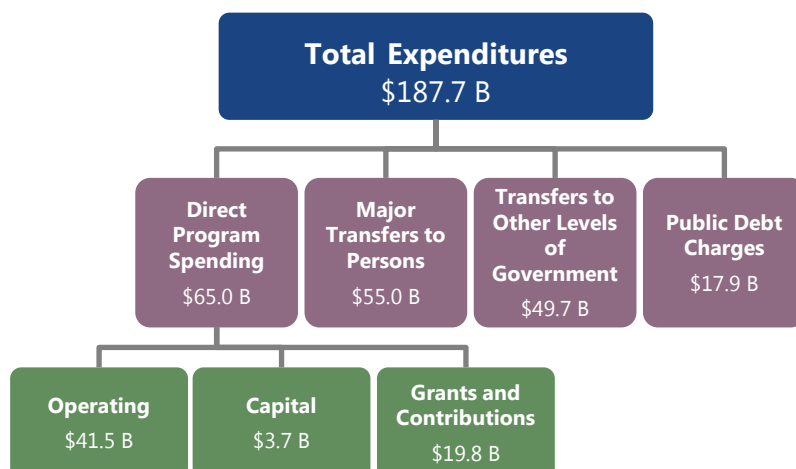 Total Expenditures
$187.7 B
Direct
Program
Spending
$65.0 B
Major
Transfers to
Persons
$55.0 B
Transfers to
Other Levels
of
Government
$49.7 B
Public Debt
Charges
$17.9 B
Operating
$41.5 B
Capital
$3.7 B
Grants and
Contributions
$19.8 B